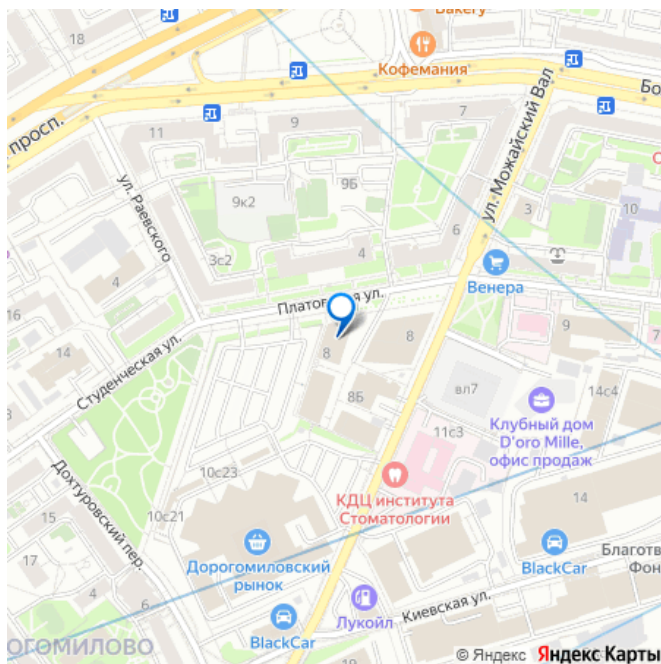 Bakery
Кофемания
Бо
просп.
11
9
7
ул. Можайский Вал
ул. Раевского
9к2
9Б
6
3
10
3с2
4
4
Венера
Платовская ул.
16
14
Студенческая ул.
8
8
9
7
8Б
вл7
14с4
Клубный дом
D'oro Mille,
офис продаж
11с3
КДЦ института
Стоматологии
10с23
10с21
14
Дохтуровский пер.
15
17
Дорогомиловский
рынок
BlackCar
Благотв
Фон
4
6
Лукойл
Киевская ул.
BlackCar
ОГОМИЛОВО
© Яндекс Яндекс Карты